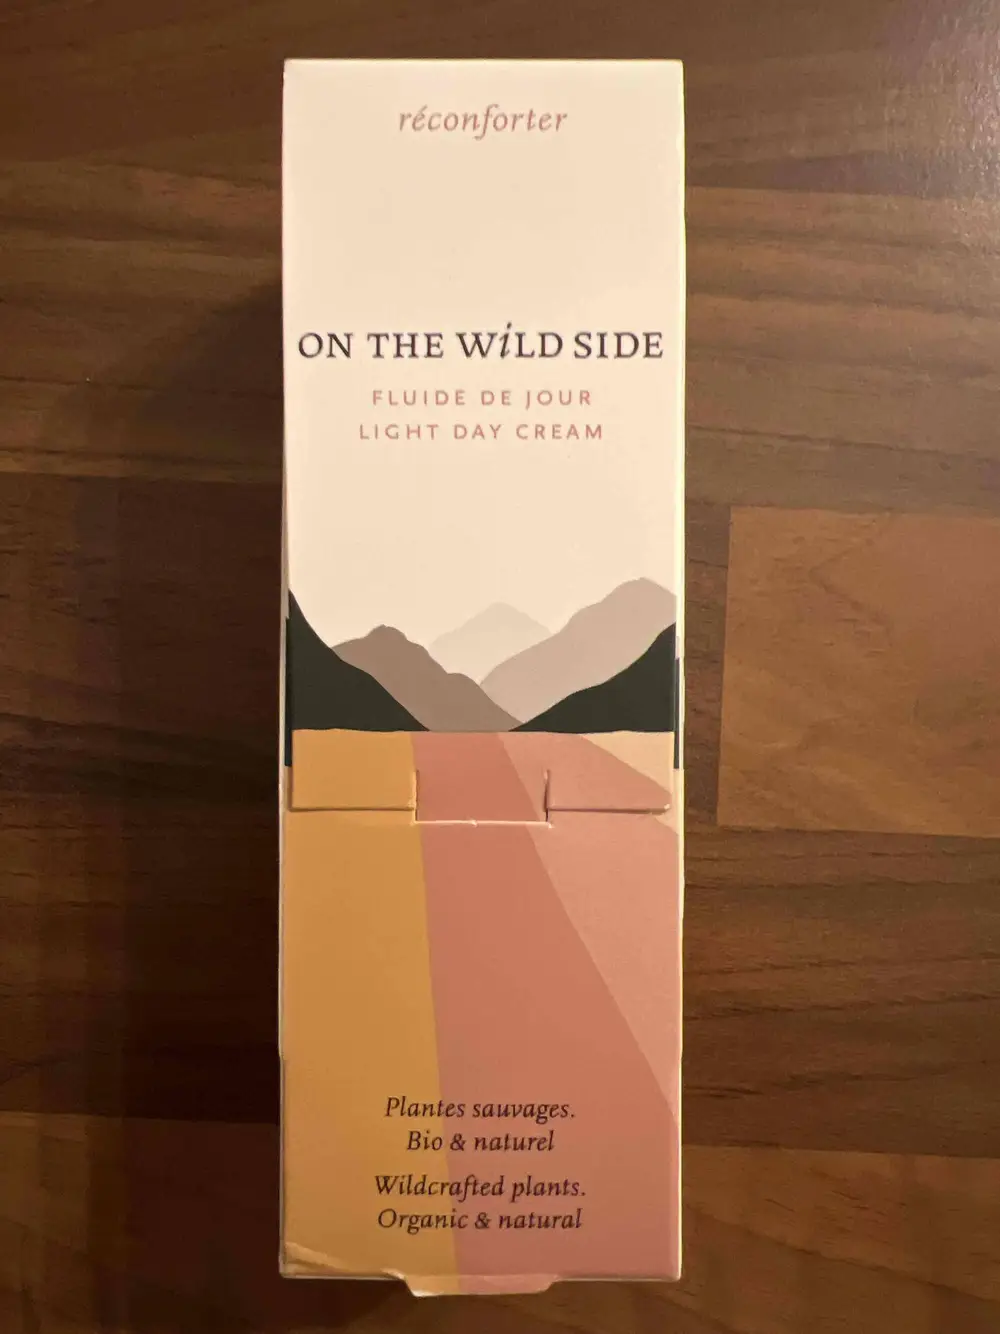 réconforter
ON THE WiLD SIDE
FLUIDE DE JOUR
LIGHT DAY CREAM
Plantes sauvages.
Bio & naturel
Wildcrafted plants.
Organic & natural